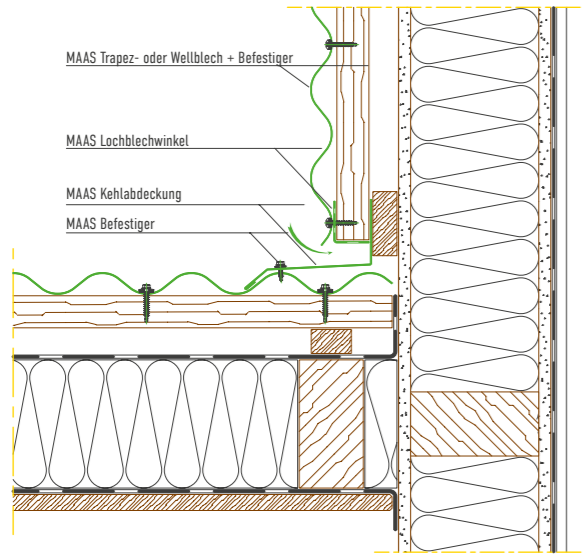 MAAS Trapez- oder Wellblech + Befestiger
MAAS Lochblechwinkel
MAAS Kehlabdeckung
MAAS Befestiger